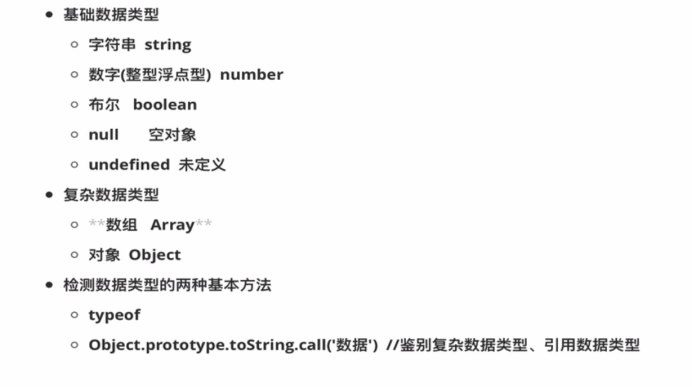 基础数据类型
字符串 string
数字(整型浮点型) number
布尔 boolean
null 空对象
undefined 未定义
复杂数据类型
**数组 Array**
对象 Object
检测数据类型的两种基本方法
typeof
Object.prototype.toString.call('数据') //鉴别复杂数据类型、引用数据类型